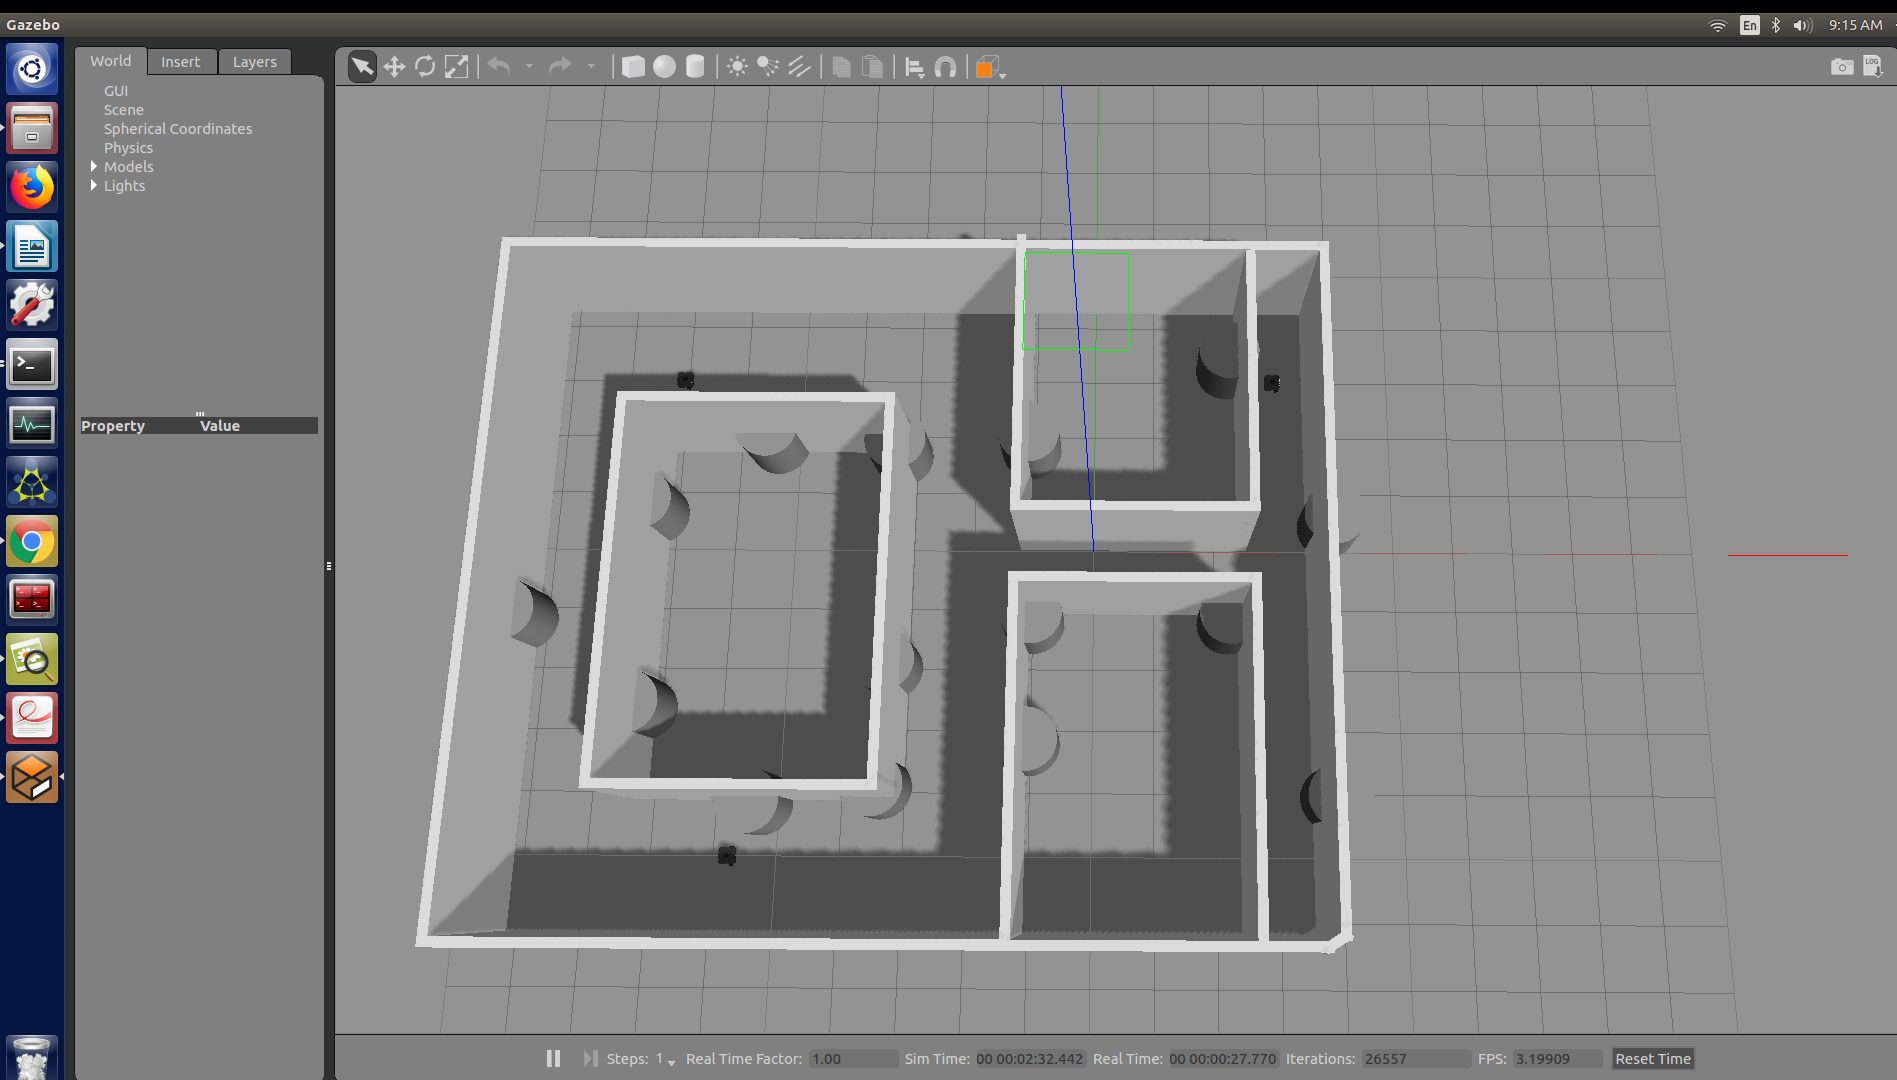 Gazebo
En
9:15 AM
World
Insert
Layers
GUI
Scene
Spherical Coordinates
Physics
Models
Lights
Property Value
LOG
Steps: 1 Real Time Factor: 1.00 Sim Time: 00 00:02:32.442 Real Time: 00 00:00:27.770 Iterations: 26557 FPS: 3.19909 Reset Time